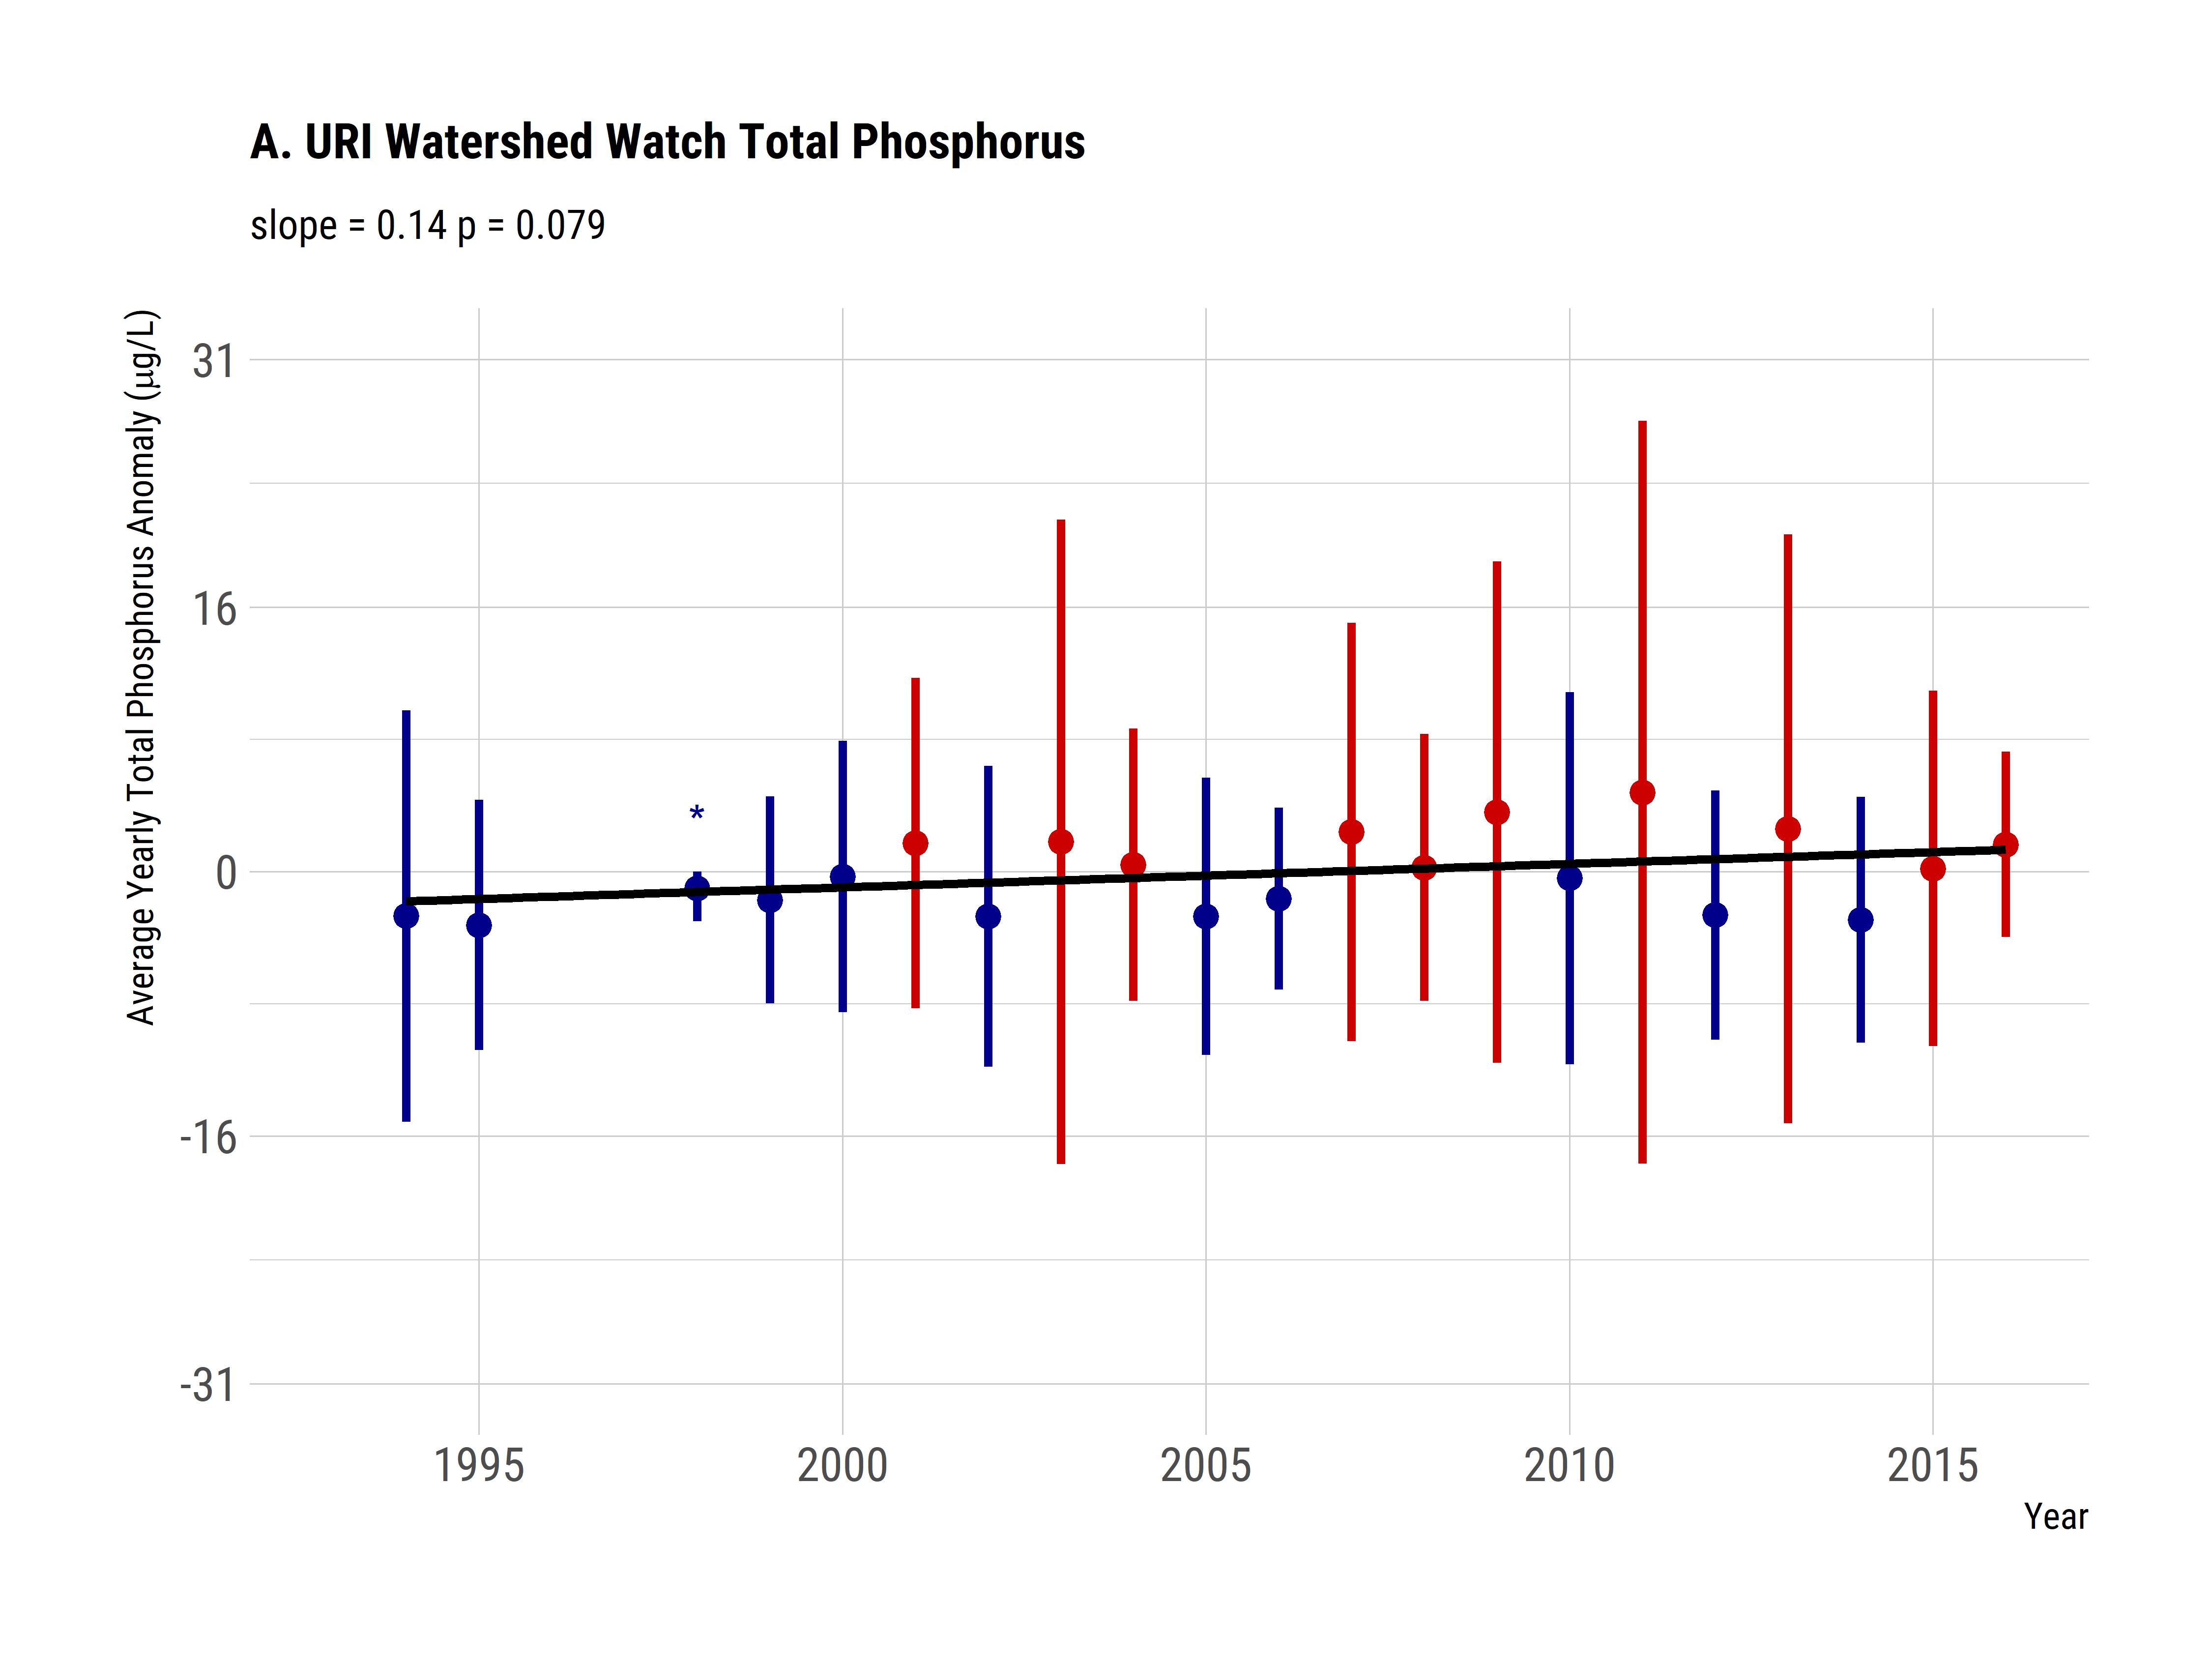 A. URI Watershed Watch Total Phosphorus
slope = 0.14 p = 0.079
Average Yearly Total Phosphorus Anomaly (μg/L)
31
16
0
-16
-31
*
1995
2000
2005
2010
2015
Year